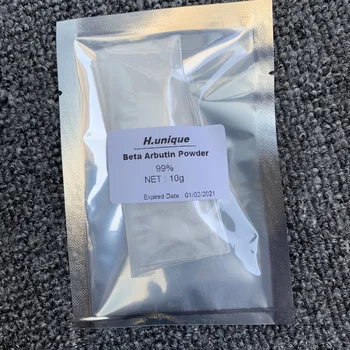 H.unique
Beta Arbutin Powder
99%
NET : 10g
Expired Date : 01/02/2021